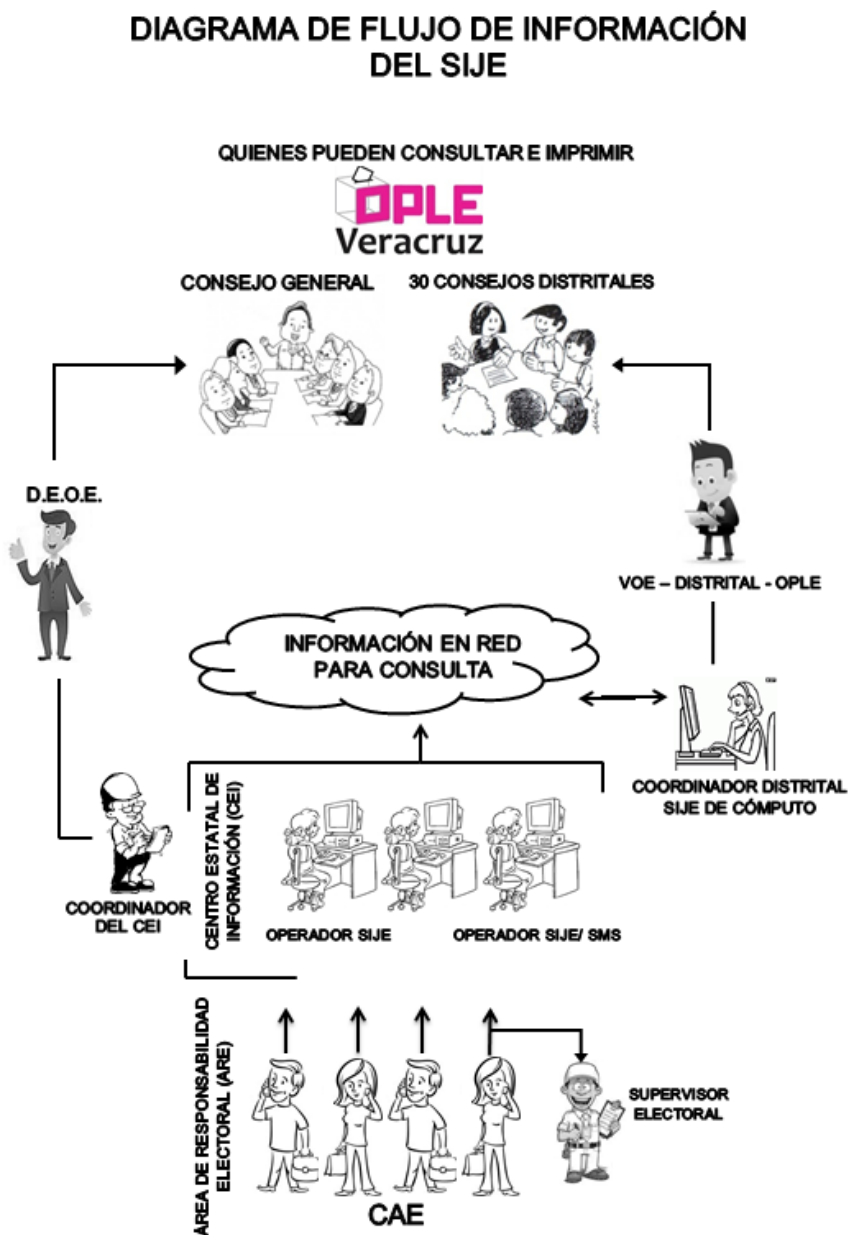 DIAGRAMA DE FLUJO DE INFORMACIÓN
DEL SIJE
QUIENES PUEDEN CONSULTAR E IMPRIMIR
OPLE
Veracruz
CONSEJO GENERAL
30 CONSEJOS DISTRITALES
D.E.O.E.
VOE – DISTRITAL - OPLE
INFORMACIÓN EN RED
PARA CONSULTA
COORDINADOR DISTRITAL
SIJE DE CÓMPUTO
CENTRO ESTATAL DE
INFORMACIÓN (CEI)
COORDINADOR
DEL CEI
OPERADOR SIJE
OPERADOR SIJE/ SMS
ÁREA DE RESPONSABILIDAD
ELECTORAL (ARE)
SUPERVISOR
ELECTORAL
CAE